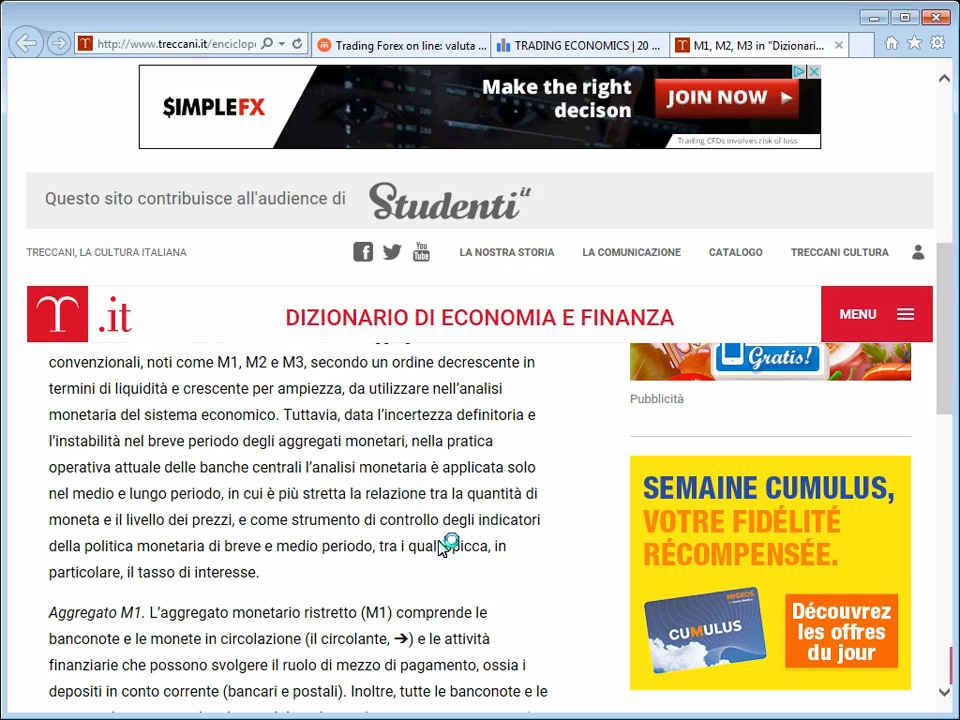 http://www.treccani.it/enciclope
Trading Forex on line: valuta ...
TRADING ECONOMICS | 20 ...
M1, M2, M3 in "Dizionari...
$IMPLEFX
Make the right
decison
JOIN NOW
Trading CFDs involves risk of loss
Questo sito contribuisce all'audience di
Studenti.it
TRECCANI, LA CULTURA ITALIANA
You
Tube
LA NOSTRA STORIA
LA COMUNICAZIONE
CATALOGO
TRECCANI CULTURA
T .it
DIZIONARIO DI ECONOMIA E FINANZA
MENU
convenzionali, noti come M1, M2 e M3, secondo un ordine decrescente in
termini di liquidità e crescente per ampiezza, da utilizzare nell'analisi
monetaria del sistema economico. Tuttavia, data l'incertezza definitoria e
l'instabilità nel breve periodo degli aggregati monetari, nella pratica
operativa attuale delle banche centrali l'analisi monetaria è applicata solo
nel medio e lungo periodo, in cui è più stretta la relazione tra la quantità di
moneta e il livello dei prezzi, e come strumento di controllo degli indicatori
della politica monetaria di breve e medio periodo, tra i quali spicca, in
particolare, il tasso di interesse.
Aggregato M1. L'aggregato monetario ristretto (M1) comprende le
banconote e le monete in circolazione (il circolante, ➔) e le attività
finanziarie che possono svolgere il ruolo di mezzo di pagamento, ossia i
depositi in conto corrente (bancari e postali). Inoltre, tutte le banconote e le
Gratis!
Pubblicità
SEMAINE CUMULUS,
VOTRE FIDÉLITÉ
RÉCOMPENSÉE.
MIGROS
CUMULUS
Découvrez
les offres
du jour